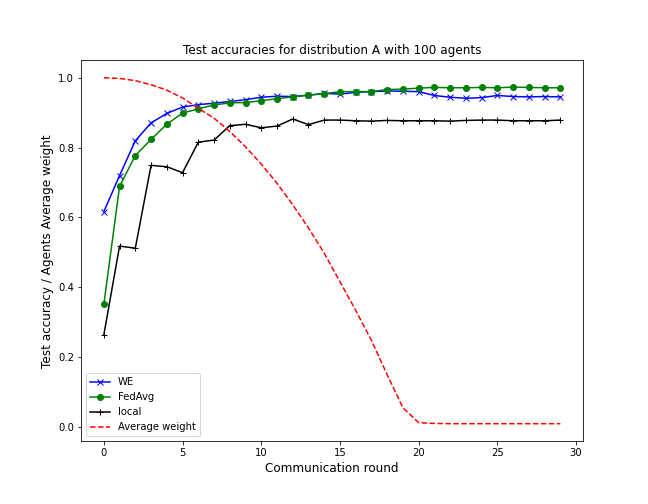 Test accuracies for distribution A with 100 agents
Test accuracy / Agents Average weight
1.0
0.8
0.6
0.4
0.2
0.0
WE
FedAvg
local
Average weight
0 5 10 15 20 25 30
Communication round